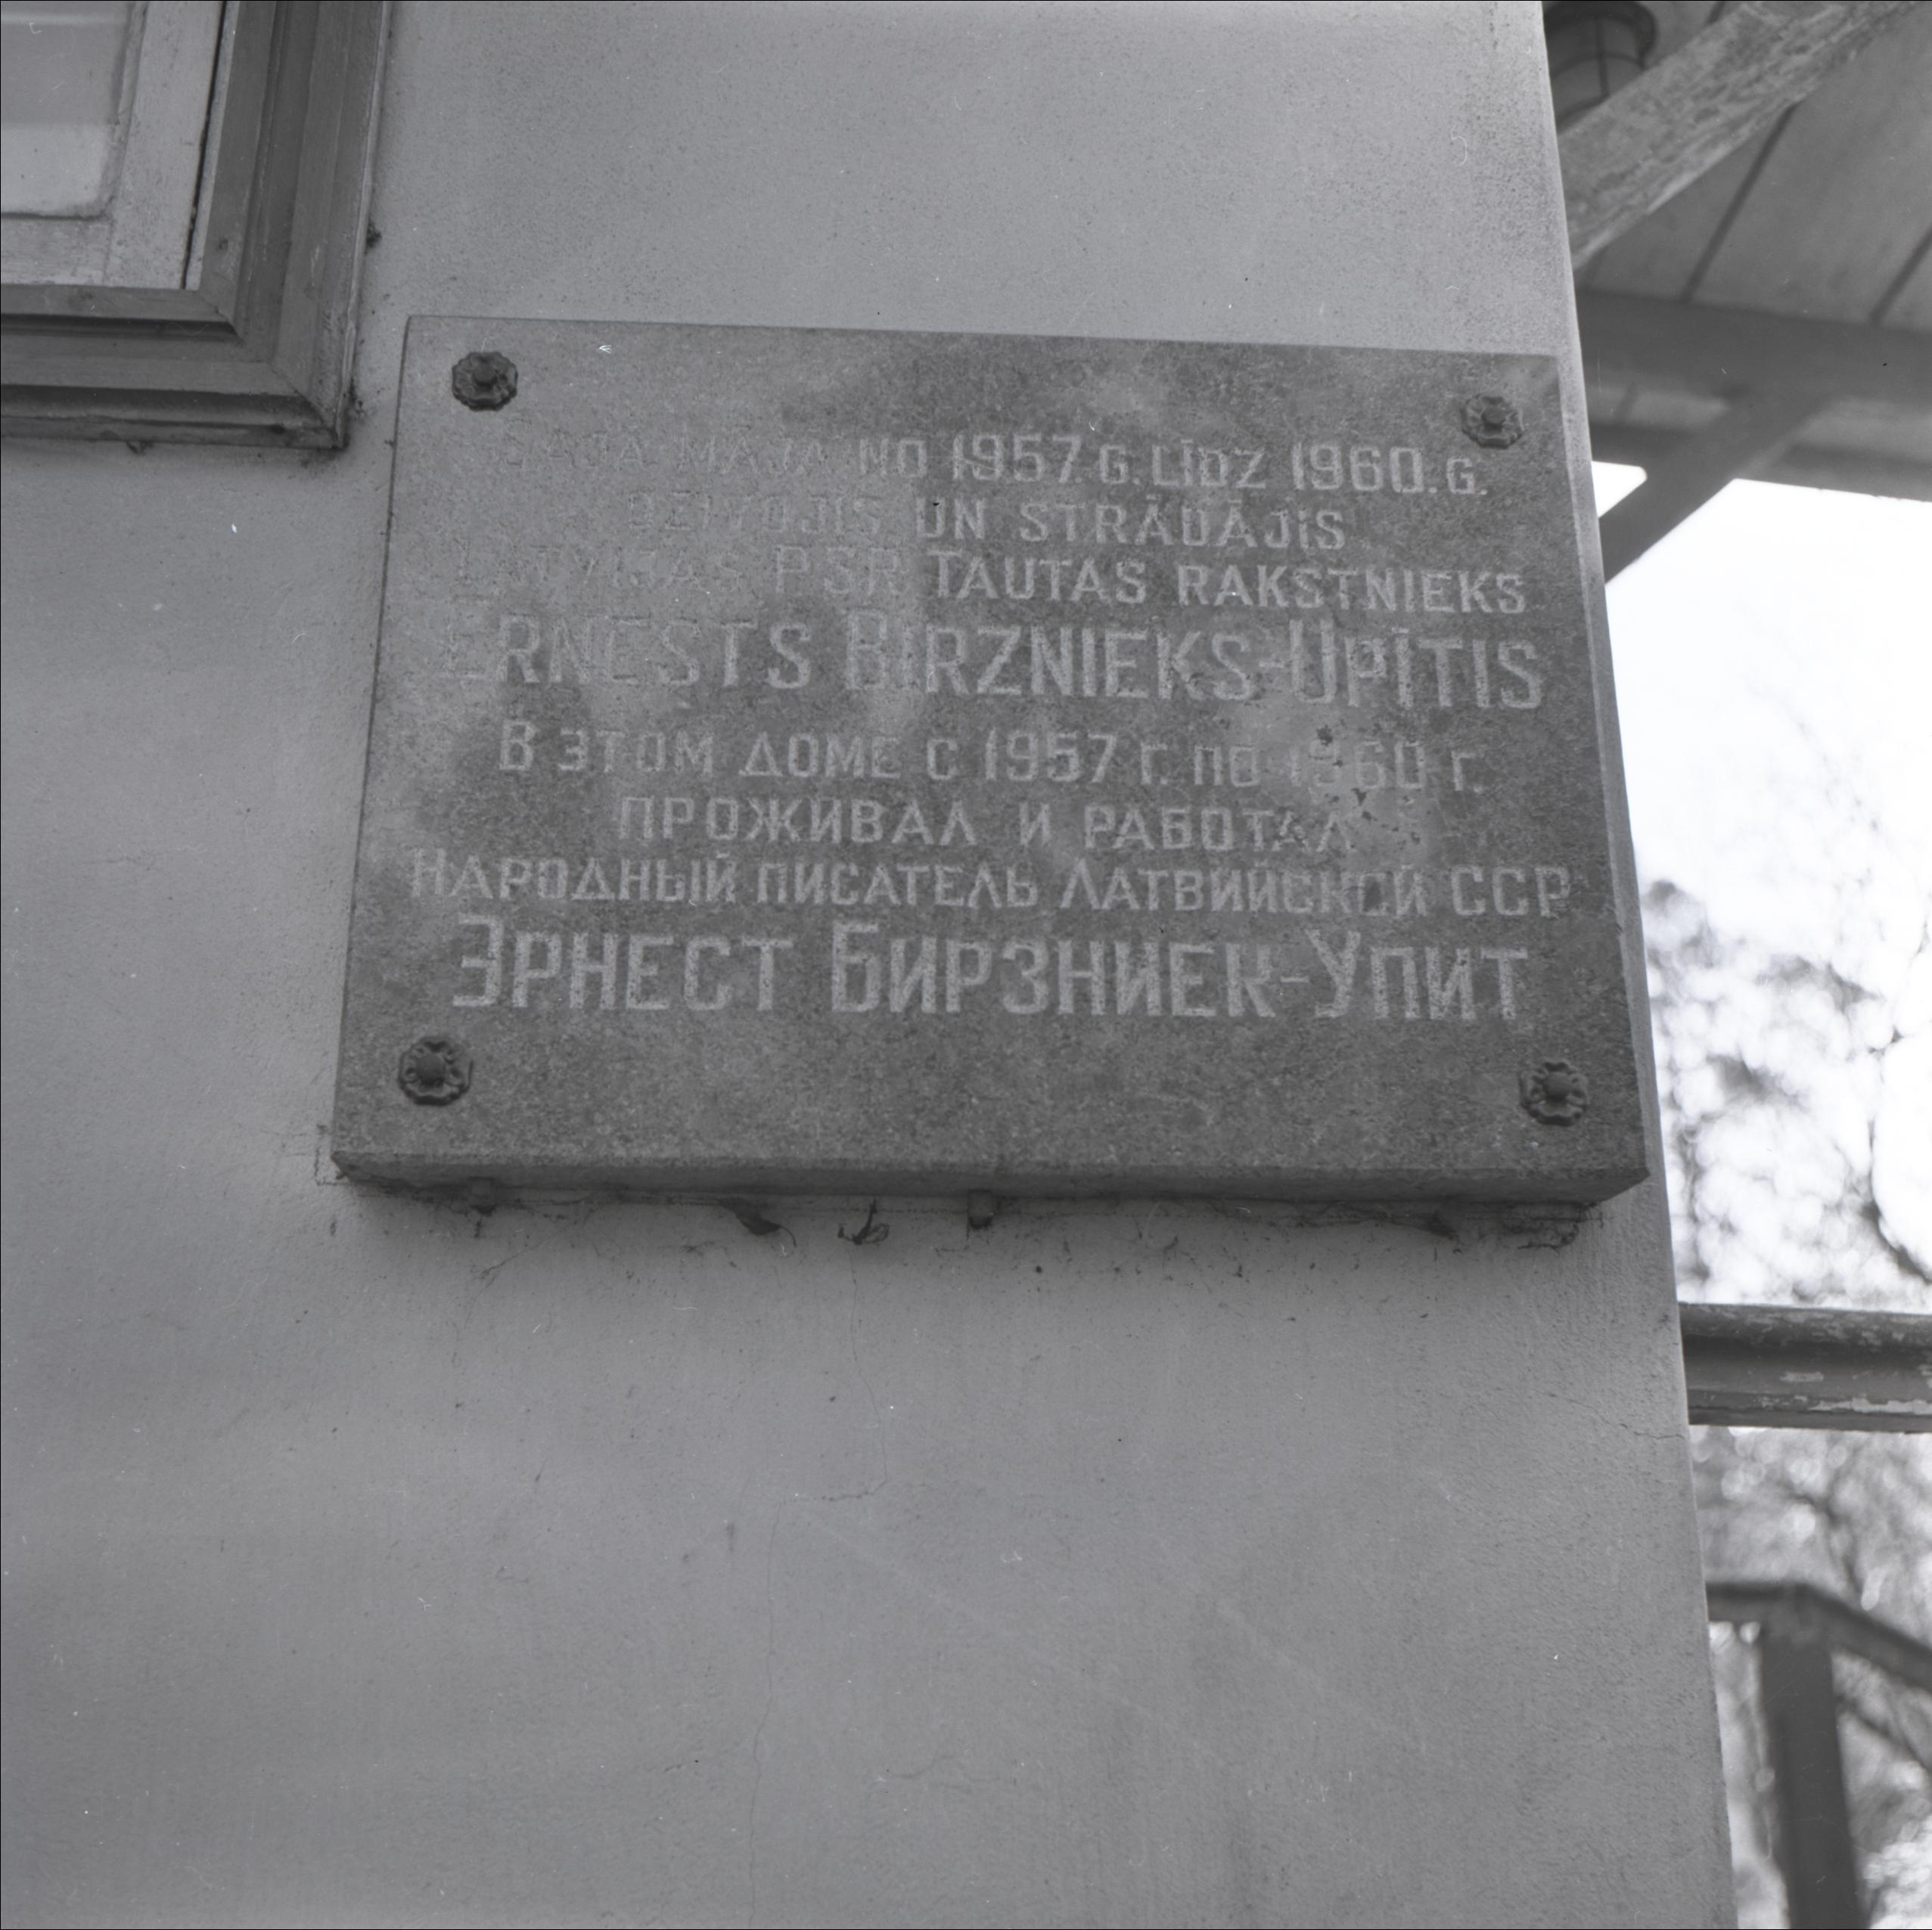 ŠAJĀ MĀJĀ NO 1957. G. LĪDZ 1960. G.
DZĪVOJIS UN STRĀDĀJIS
LATVIJAS PSR TAUTAS RAKSTNIEKS
ERNESTS BIRZNIEKS-UPĪTIS
В ЭТОМ ДОМЕ С 1957 Г. ПО 1960 Г.
ПРОЖИВАЛ И РАБОТАЛ
НАРОДНЫЙ ПИСАТЕЛЬ ЛАТВИЙСКОЙ ССР
ЭРНЕСТ БИРЗНИЕК-УПИТ